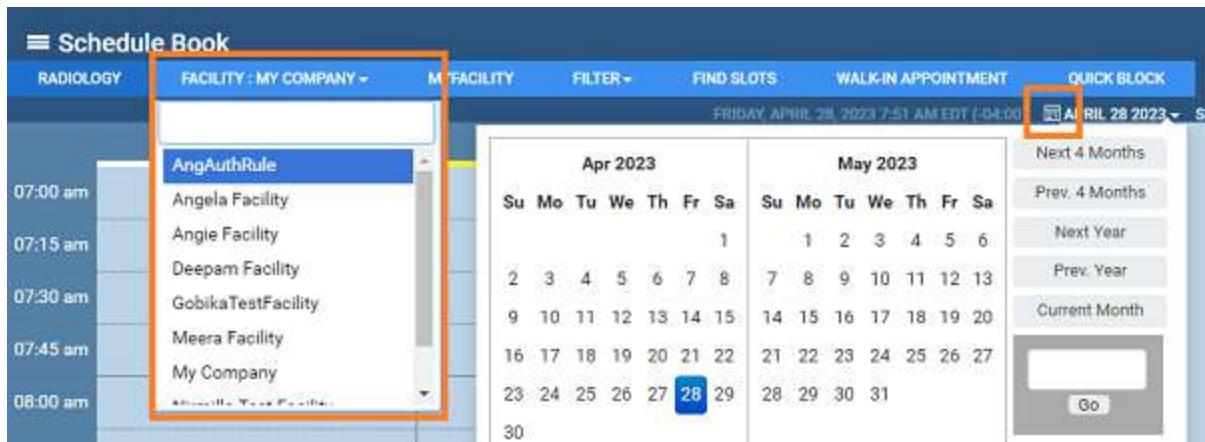 Schedule Book
RADIOLOGY FACILITY : MY COMPANY FILTER FIND SLOTS WALK-IN APPOINTMENT QUICK BLOCK
FRIDAY, APRIL 28, 2023 7:51 AM EDT (-04:00 APRIL 28 2023 S
AngAuthRule
Angela Facility
Angie Facility
Deepam Facility
GobikaTestFacility
Meera Facility
My Company
07:00 am
07:15 am
07:30 am
07:45 am
08:00 am
Apr 2023
Su Mo Tu We Th Fr Sa
1
2 3 4 5 6 7 8
9 10 11 12 13 14 15
16 17 18 19 20 21 22
23 24 25 26 27 28 29
30
May 2023
Su Mo Tu We Th Fr Sa
1 2 3 4 5 6
7 8 9 10 11 12 13
14 15 16 17 18 19 20
21 22 23 24 25 26 27
28 29 30 31
Next 4 Months
Prev. 4 Months
Next Year
Prev. Year
Current Month
Go